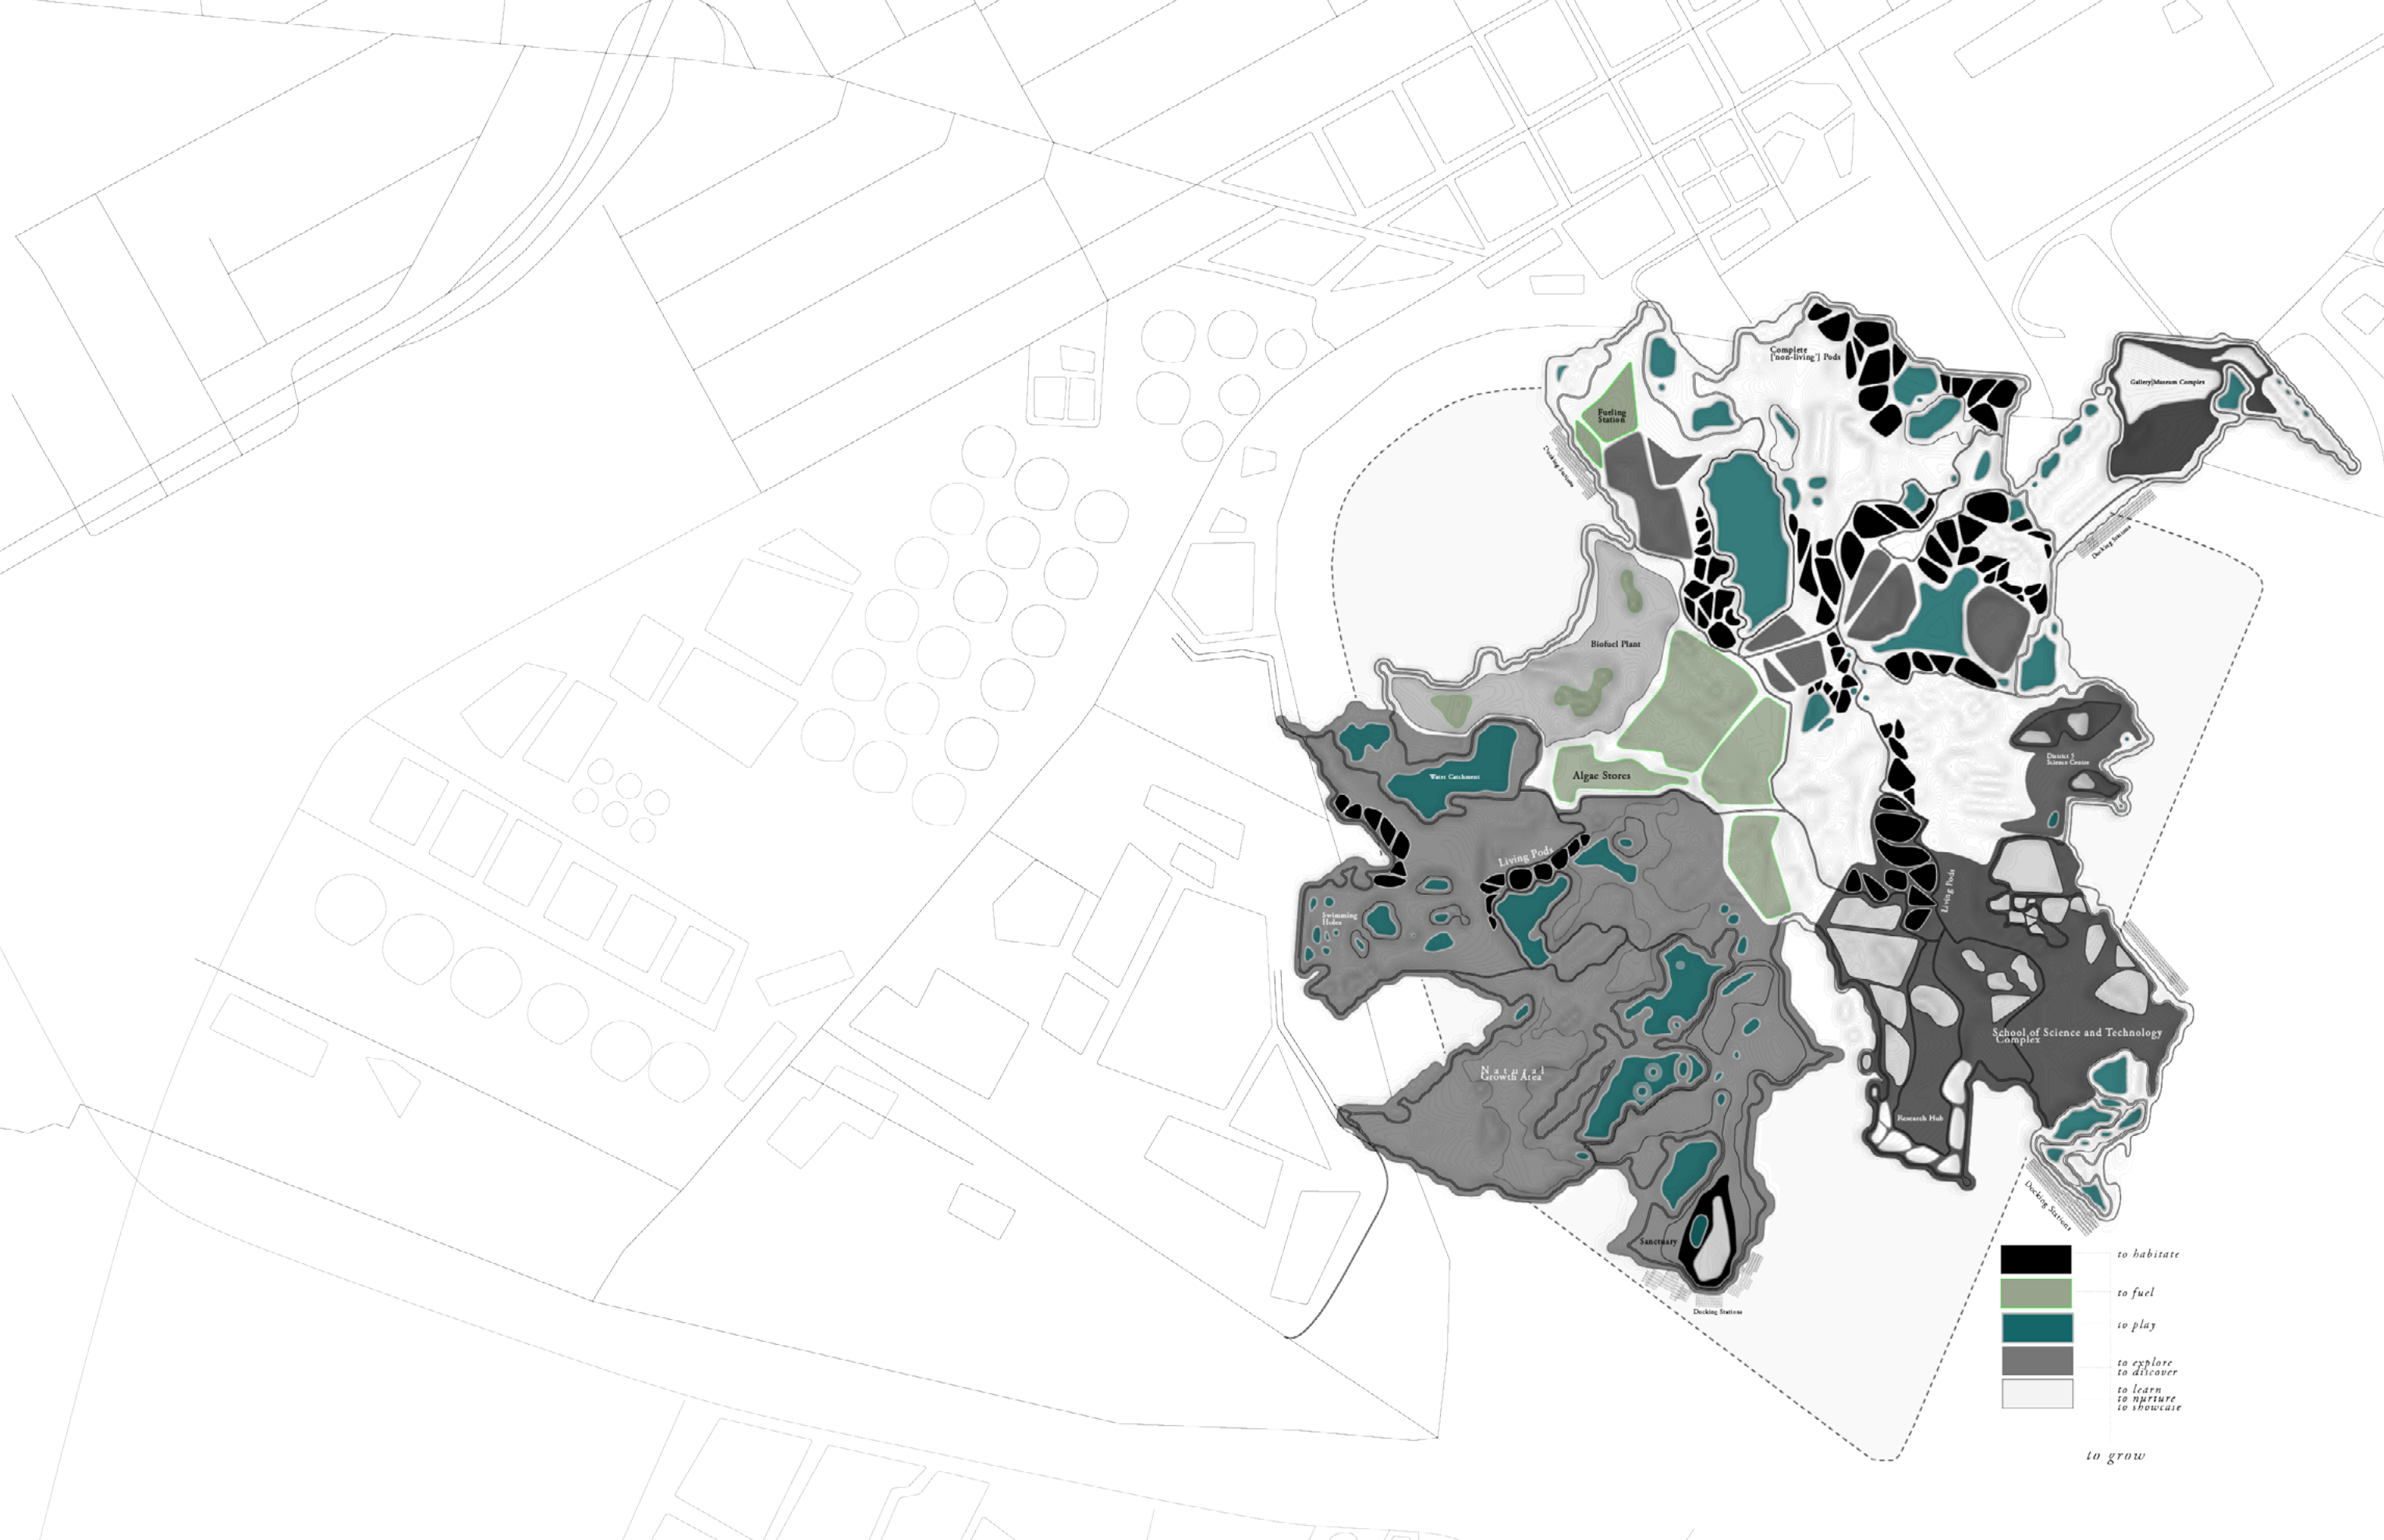 Complete
['non-living'] Pods
Gallery|Museum Complex
Fueling
Station
Docking Stations
Docking Stations
Biofuel Plant
District 5
Science Centre
Water Catchment
Algae Stores
Living Pods
Living Pods
Swimming
Holes
School of Science and Technology
Complex
Natural
Growth Area
Research Hub
Docking Stations
Sanctuary
Docking Stations
to habitate
to fuel
to play
to explore
to discover
to learn
to nurture
to showcase
to grow